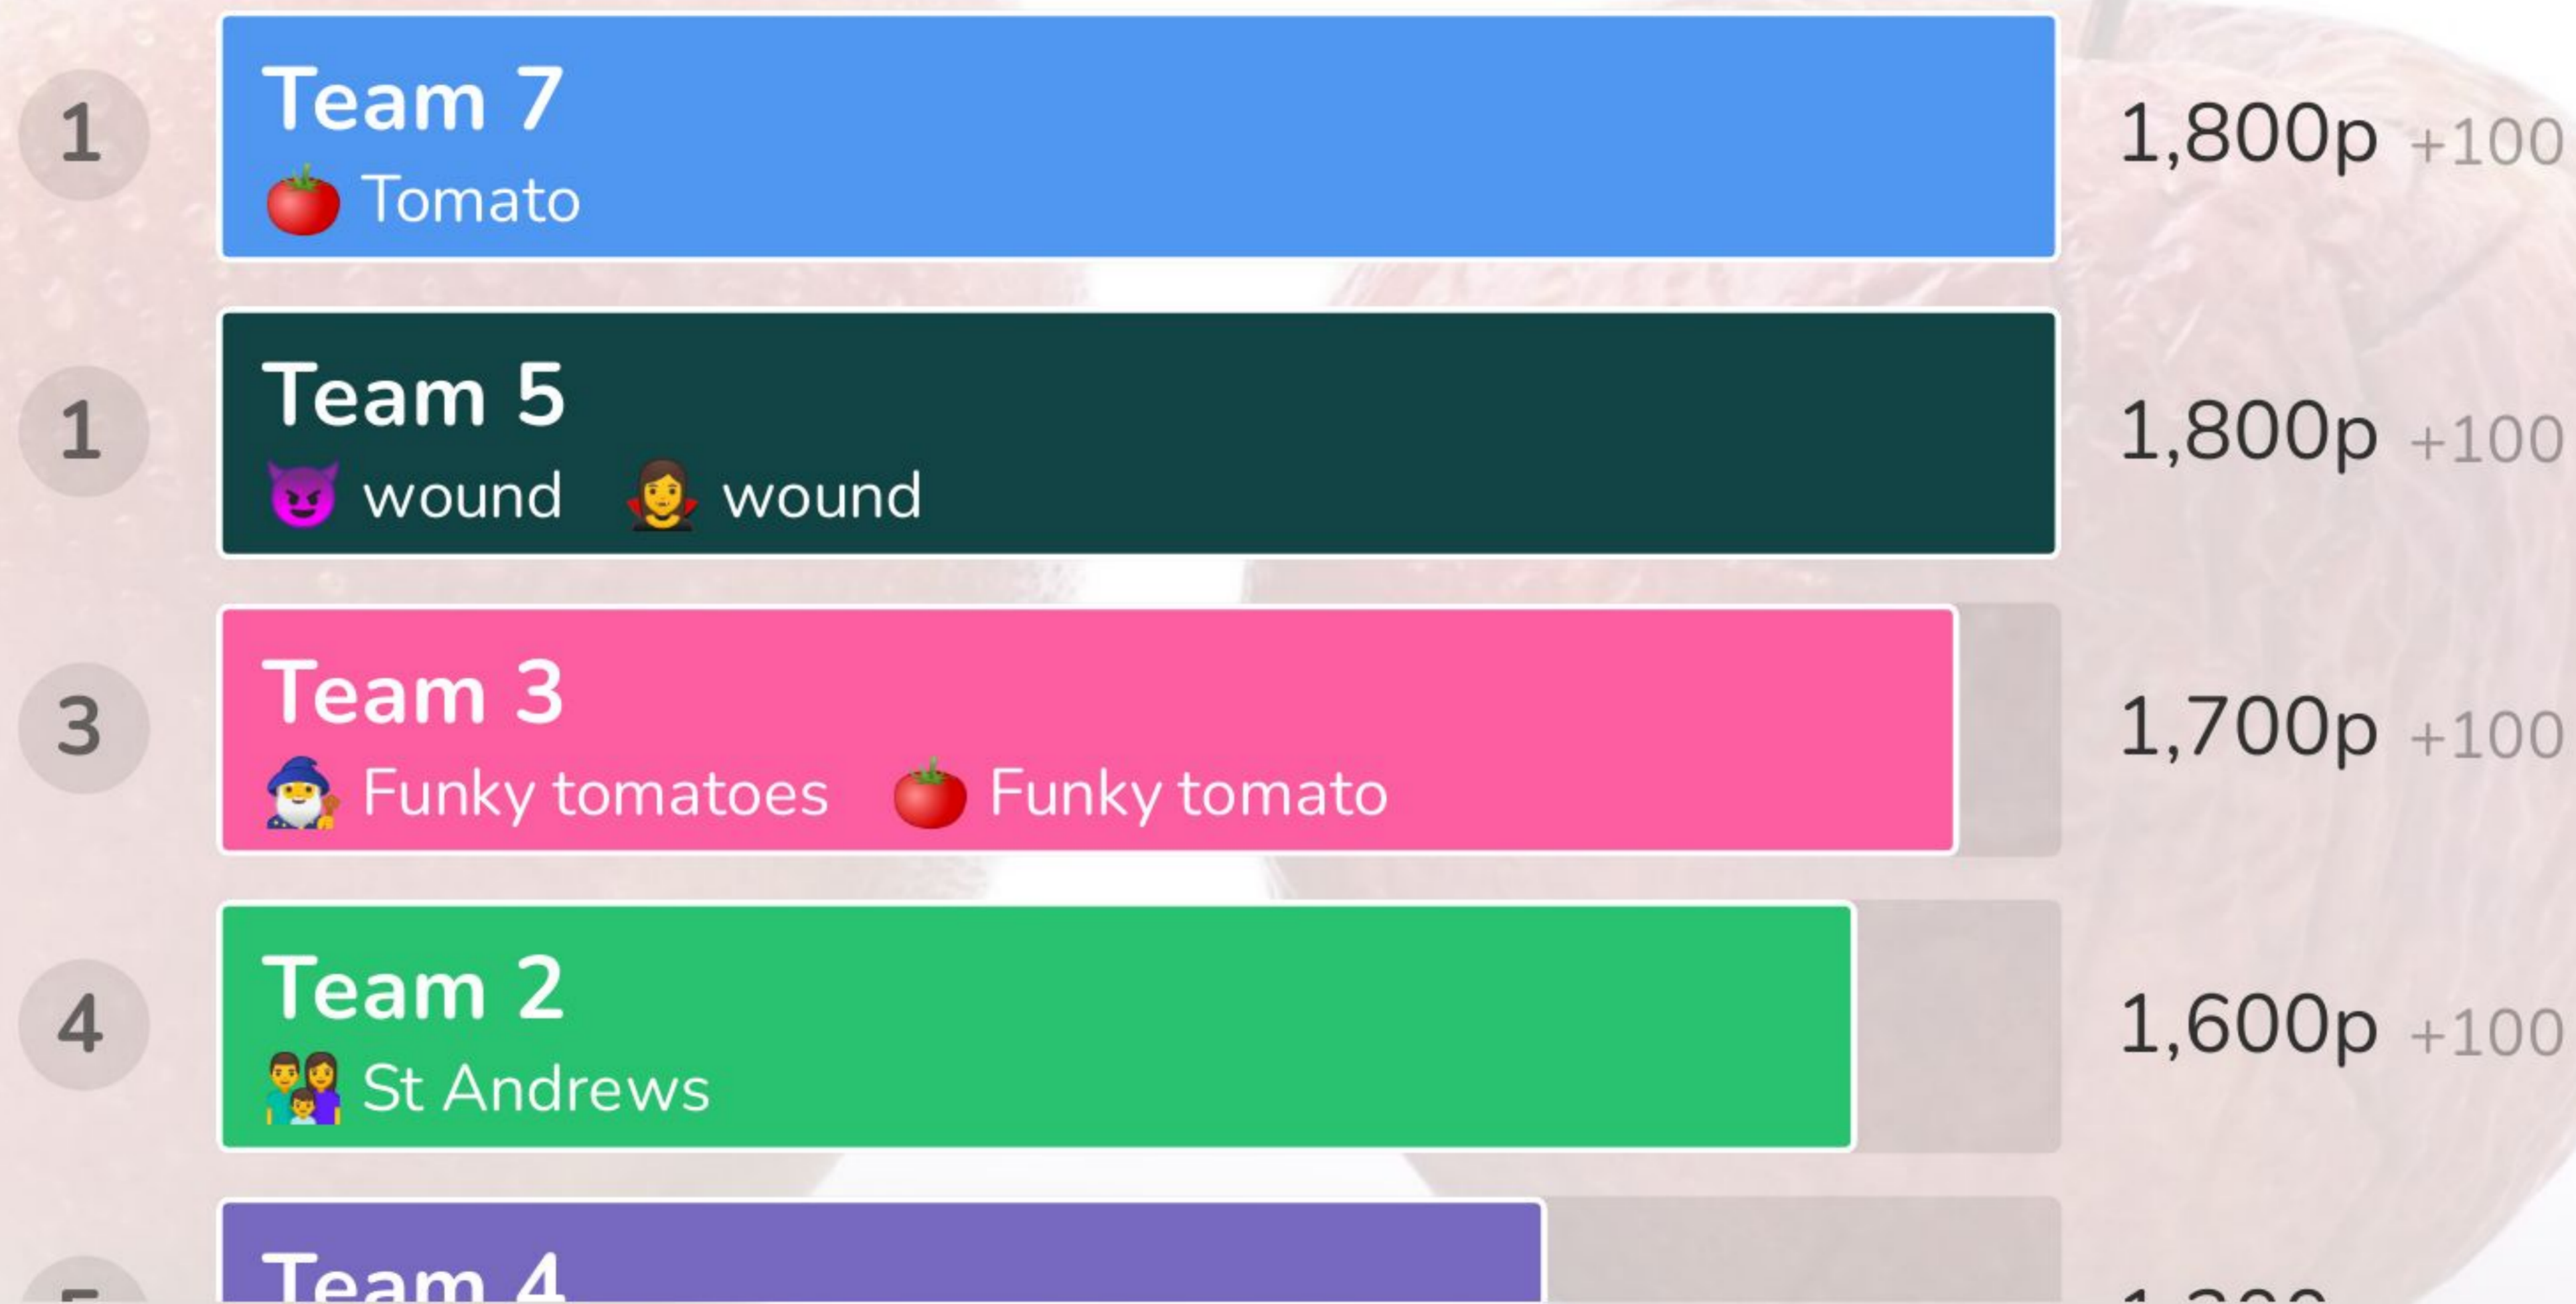 1
Team 7
Tomato
1,800p +100
1
Team 5
wound wound
1,800p +100
3
Team 3
Funky tomatoes Funky tomato
1,700p +100
4
Team 2
St Andrews
1,600p +100
Team 4